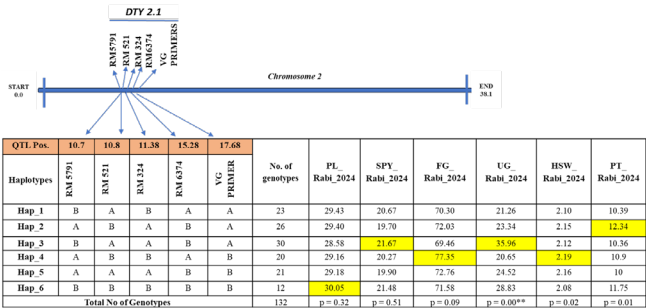 DTY 2.1
RM5791
RM 521
RM 324
RM6374
VG PRIMERS
Chromosome 2
START
0.0
END
38.1
QTL Pos. 10.7 10.8 11.38 15.28 17.68 No. of genotypes PL_ Rabi_2024 SPY_ Rabi_2024 FG_ Rabi_2024 UG_ Rabi_2024 HSW_ Rabi_2024 PT_ Rabi_2024
Haplotypes RM 5791 RM 521 RM 324 RM 6374 VG PRIMER
Hap_1 B A B A A 23 29.43 20.67 70.30 21.26 2.10 10.39
Hap_2 A B A B A 26 29.40 19.70 72.03 23.34 2.15 12.34
Hap_3 B A A B A 30 28.58 21.67 69.46 35.96 2.12 10.36
Hap_4 A B B A B 20 29.16 20.27 77.35 20.65 2.19 10.9
Hap_5 A A A B B 21 29.18 19.90 72.76 24.52 2.16 10
Hap_6 B B B B B 12 30.05 21.48 71.58 28.83 2.08 11.75
Total No of Genotypes 132 p = 0.32 p = 0.51 p = 0.09 p = 0.00** p = 0.02 p = 0.01